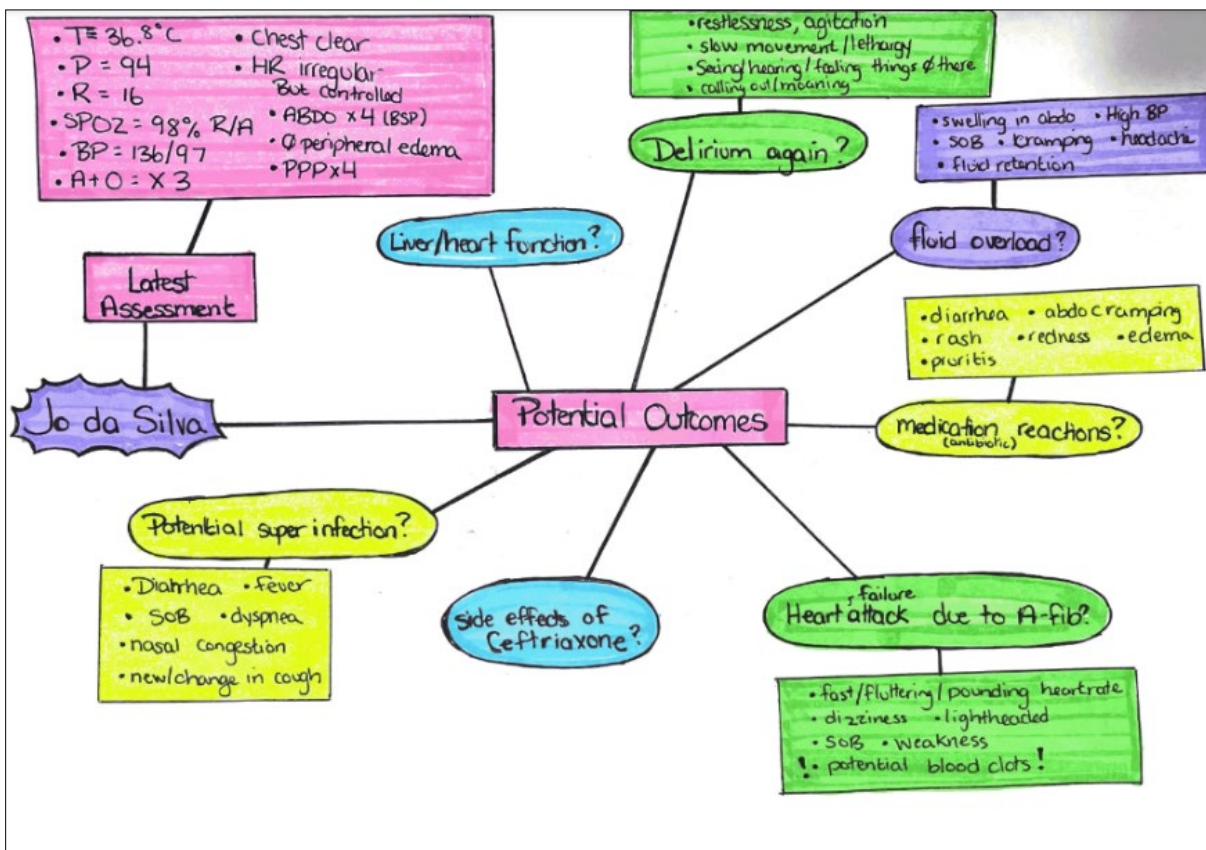 • T= 36.8°C
• P = 94
• R = 16
• SPO2 = 98% R/A
• BP = 136/97
• A+O = x 3
• Chest clear
• HR irregular
But controlled
• ABDO x4 (BSP)
• Ø peripheral edema
• PPP x4
Latest
Assessment
Jo da Silva
Potential Outcomes
Liver/heart function?
• restlessness, agitation
• slow movement/lethargy
• Seeing/hearing/feeling things Ø there
• calling out/moaning
Delirium again?
• swelling in abdo • High BP
• SOB • cramping • headache
• fluid retention
fluid overload?
• diarrhea • abdo cramping
• rash • redness • edema
• pruritis
medication reactions?
(antibiotic)
Potential super infection?
• Diarrhea • fever
• SOB • dyspnea
• nasal congestion
• new/change in cough
side effects of
Ceftriaxone?
, failure
Heart attack due to A-fib?
• fast/fluttering/pounding heartrate
• dizziness • lightheaded
• SOB • weakness
! • potential blood clots !